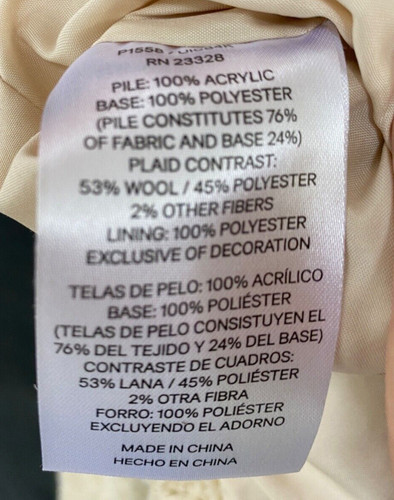 RN 23328
PILE: 100% ACRYLIC
BASE: 100% POLYESTER
(PILE CONSTITUTES 76%
OF FABRIC AND BASE 24%)
PLAID CONTRAST:
53% WOOL / 45% POLYESTER
2% OTHER FIBERS
LINING: 100% POLYESTER
EXCLUSIVE OF DECORATION
TELAS DE PELO: 100% ACRÍLICO
BASE: 100% POLIÉSTER
(TELAS DE PELO CONSISTUYEN EL
76% DEL TEJIDO Y 24% DEL BASE)
CONTRASTE DE CUADROS:
53% LANA / 45% POLIÉSTER
2% OTRA FIBRA
FORRO: 100% POLIÉSTER
EXCLUYENDO EL ADORNO
MADE IN CHINA
HECHO EN CHINA